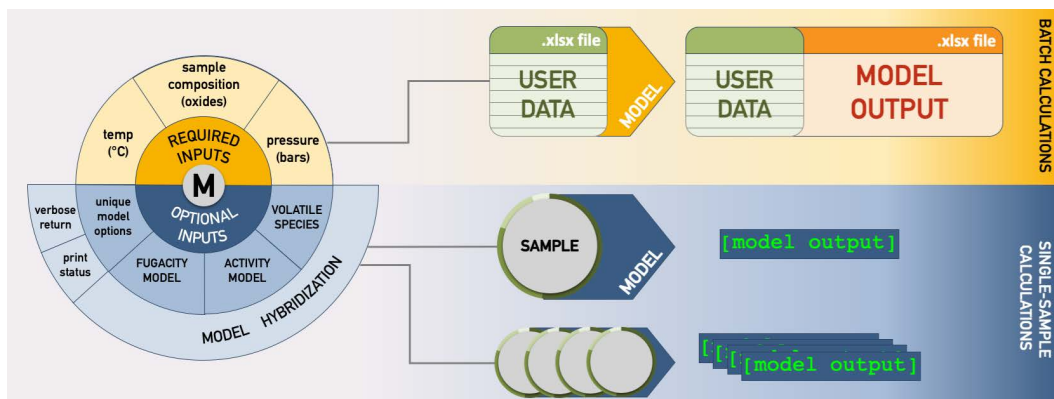 sample
composition
(oxides)
temp
(°C)
pressure
(bars)
REQUIRED
INPUTS
M
OPTIONAL
INPUTS
verbose
return
print
status
unique
model
options
FUGACITY
MODEL
ACTIVITY
MODEL
VOLATILE
SPECIES
MODEL HYBRIDIZATION
.xlsx file
USER
DATA
MODEL
.xlsx file
USER
DATA
MODEL
OUTPUT
BATCH CALCULATIONS
SAMPLE
MODEL
[model output]
[model output]
SINGLE-SAMPLE
CALCULATIONS